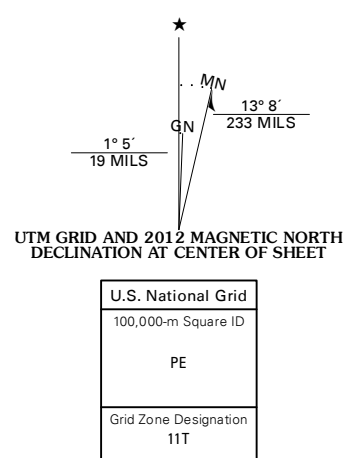 ★
MN
13° 8´
233 MILS
GN
1° 5´
19 MILS
UTM GRID AND 2012 MAGNETIC NORTH
DECLINATION AT CENTER OF SHEET
U.S. National Grid
100,000-m Square ID
PE
Grid Zone Designation
11T